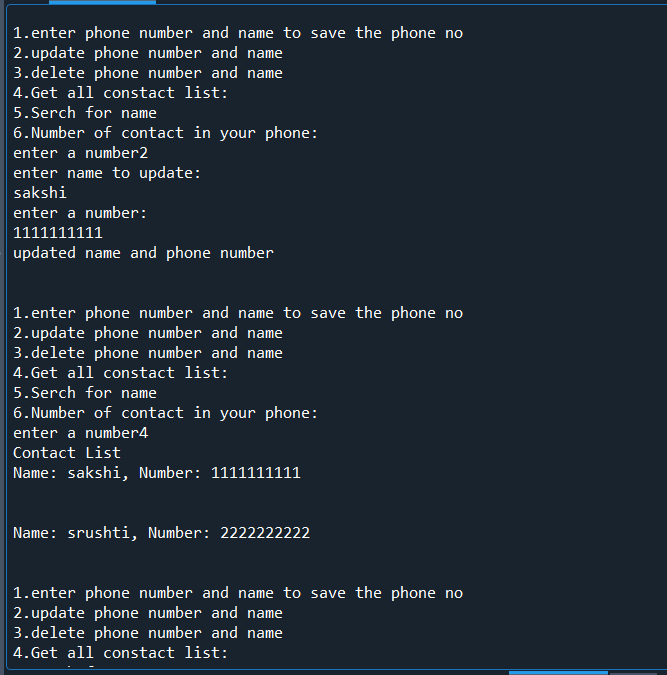 1.enter phone number and name to save the phone no
2.update phone number and name
3.delete phone number and name
4.Get all constact list:
5.Serch for name
6.Number of contact in your phone:
enter a number2
enter name to update:
sakshi
enter a number:
1111111111
updated name and phone number
1.enter phone number and name to save the phone no
2.update phone number and name
3.delete phone number and name
4.Get all constact list:
5.Serch for name
6.Number of contact in your phone:
enter a number4
Contact List
Name: sakshi, Number: 1111111111
Name: srushti, Number: 2222222222
1.enter phone number and name to save the phone no
2.update phone number and name
3.delete phone number and name
4.Get all constact list: